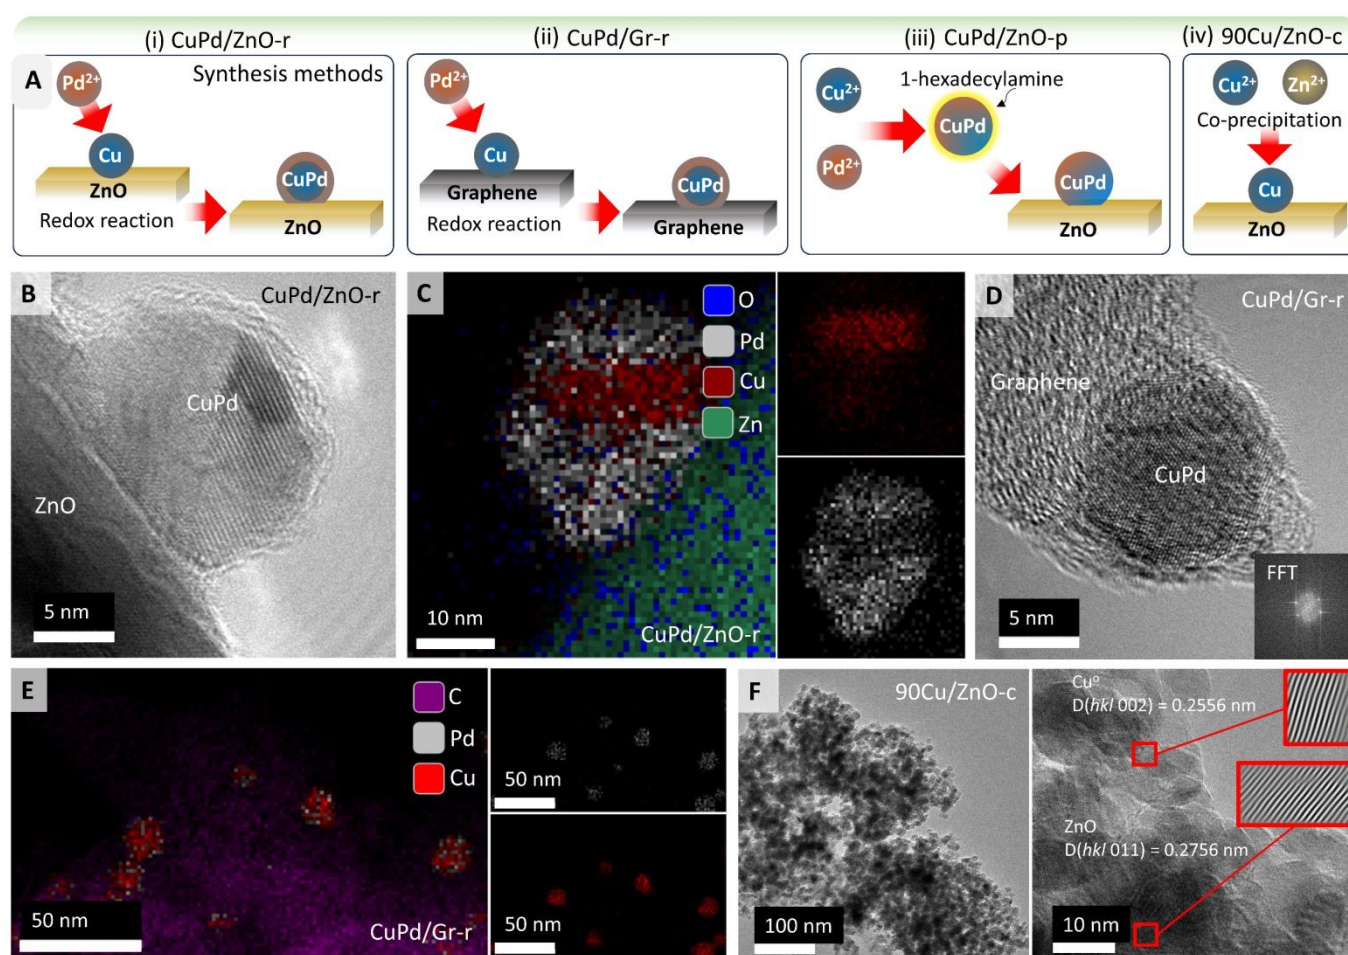 (i) CuPd/ZnO-r
(ii) CuPd/Gr-r
(iii) CuPd/ZnO-p
(iv) 90Cu/ZnO-c
A
Pd²⁺
Synthesis methods
Cu
ZnO
Redox reaction
CuPd
ZnO
Pd²⁺
Cu
Graphene
Redox reaction
CuPd
Graphene
Cu²⁺
Pd²⁺
1-hexadecylamine
CuPd
CuPd
ZnO
Cu²⁺
Zn²⁺
Co-precipitation
Cu
ZnO
B
CuPd/ZnO-r
CuPd
ZnO
5 nm
C
O
Pd
Cu
Zn
10 nm
CuPd/ZnO-r
D
CuPd/Gr-r
Graphene
CuPd
5 nm
FFT
E
C
Pd
Cu
50 nm
CuPd/Gr-r
50 nm
50 nm
F
90Cu/ZnO-c
100 nm
Cu⁰
D(hkl 002) = 0.2556 nm
ZnO
D(hkl 011) = 0.2756 nm
10 nm